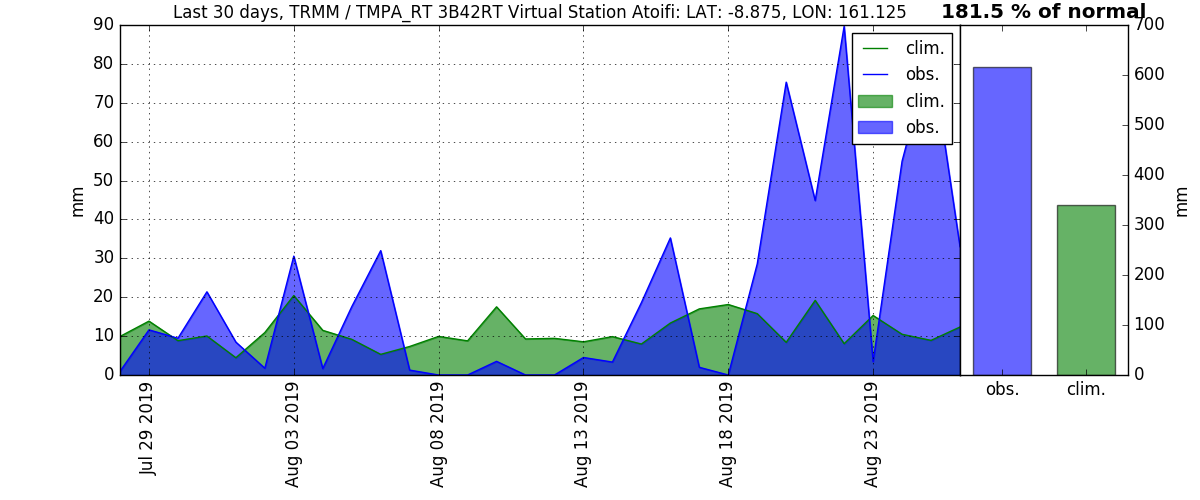 Last 30 days, TRMM / TMPA_RT 3B42RT Virtual Station Atoifi: LAT: -8.875, LON: 161.125
181.5 % of normal
90
80
70
60
50
40
30
20
10
0
mm
clim.
obs.
clim.
obs.
Jul 29 2019
Aug 03 2019
Aug 08 2019
Aug 13 2019
Aug 18 2019
Aug 23 2019
700
600
500
400
300
200
100
0
mm
obs.
clim.